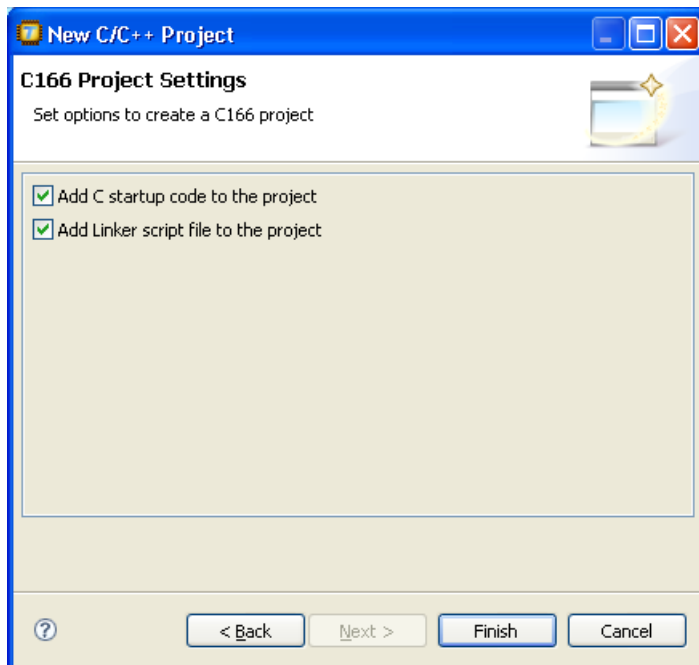 New C/C++ Project
C166 Project Settings
Set options to create a C166 project
Add C startup code to the project
Add Linker script file to the project
< Back
Next >
Finish
Cancel